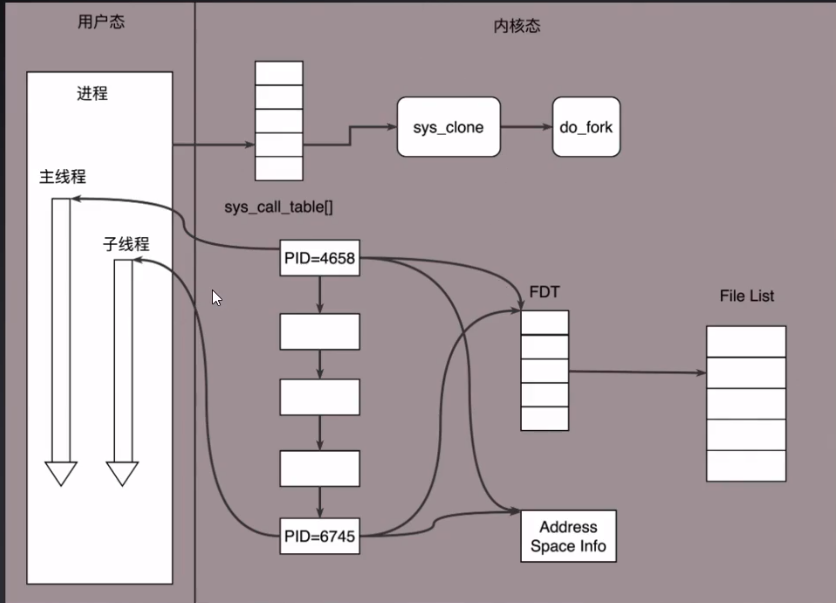 用户态
内核态
进程
sys_clone
do_fork
主线程
sys_call_table[]
子线程
PID=4658
FDT
File List
PID=6745
Address
Space Info